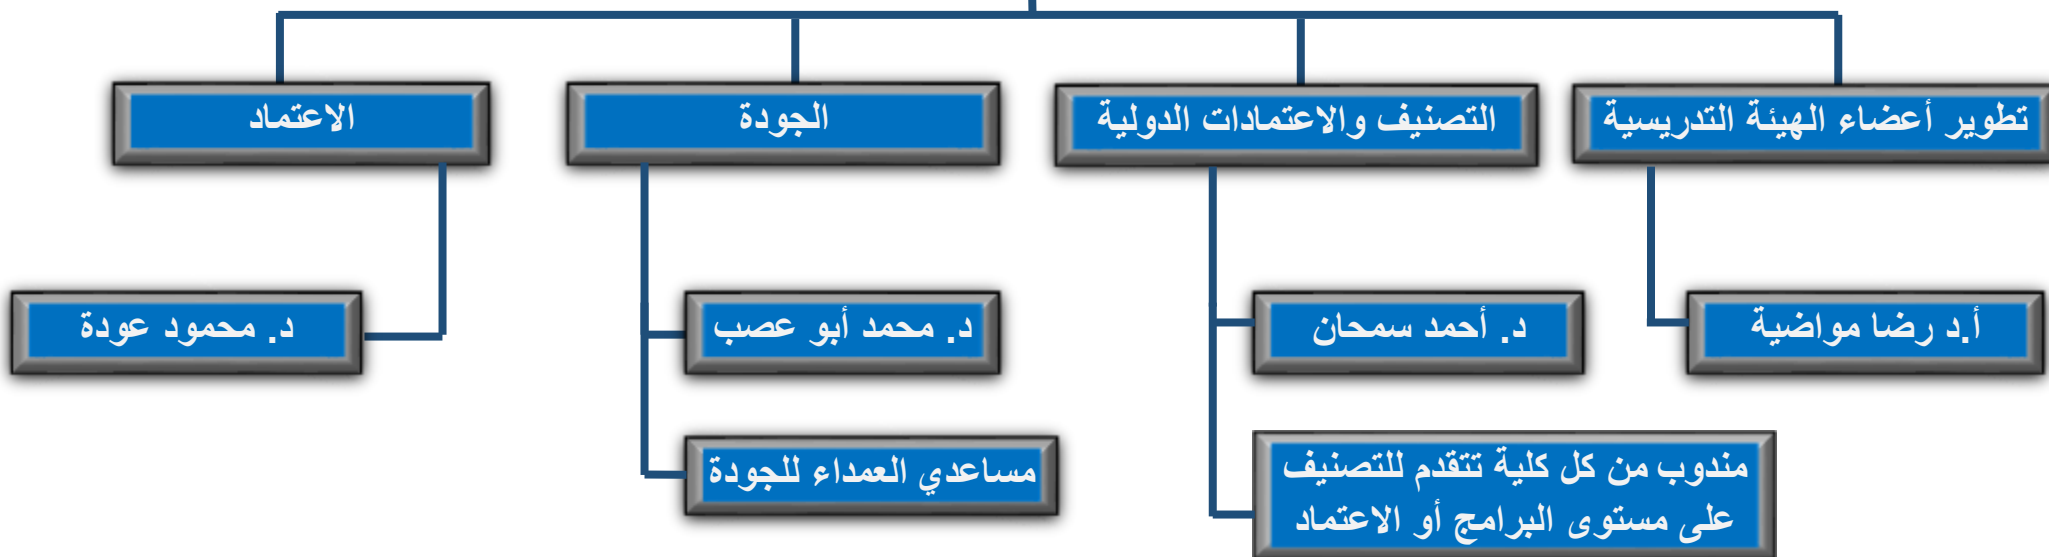 تطوير أعضاء الهيئة التدريسية
التصنيف والاعتمادات الدولية
الجودة
الاعتماد
أ.د رضا مواضية
د. أحمد سمحان
د. محمد أبو عصب
د. محمود عودة
مندوب من كل كلية تتقدم للتصنيف
على مستوى البرامج أو الاعتماد
مساعدي العمداء للجودة